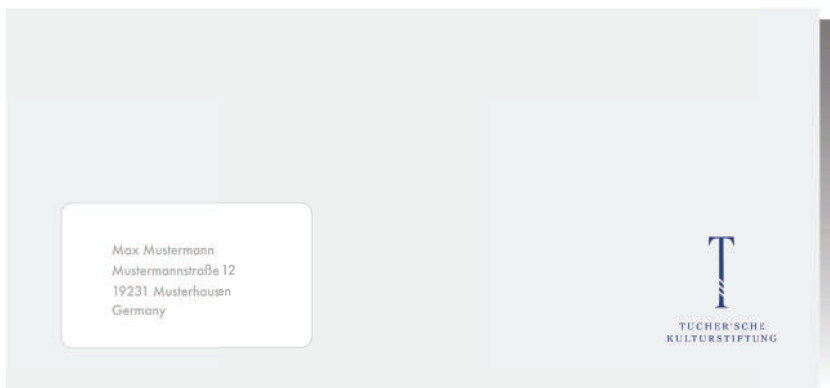 Max Mustermann
Mustermannstraße 12
19231 Musterhausen
Germany
T
TUCHER'SCHE
KULTURSTIFTUNG